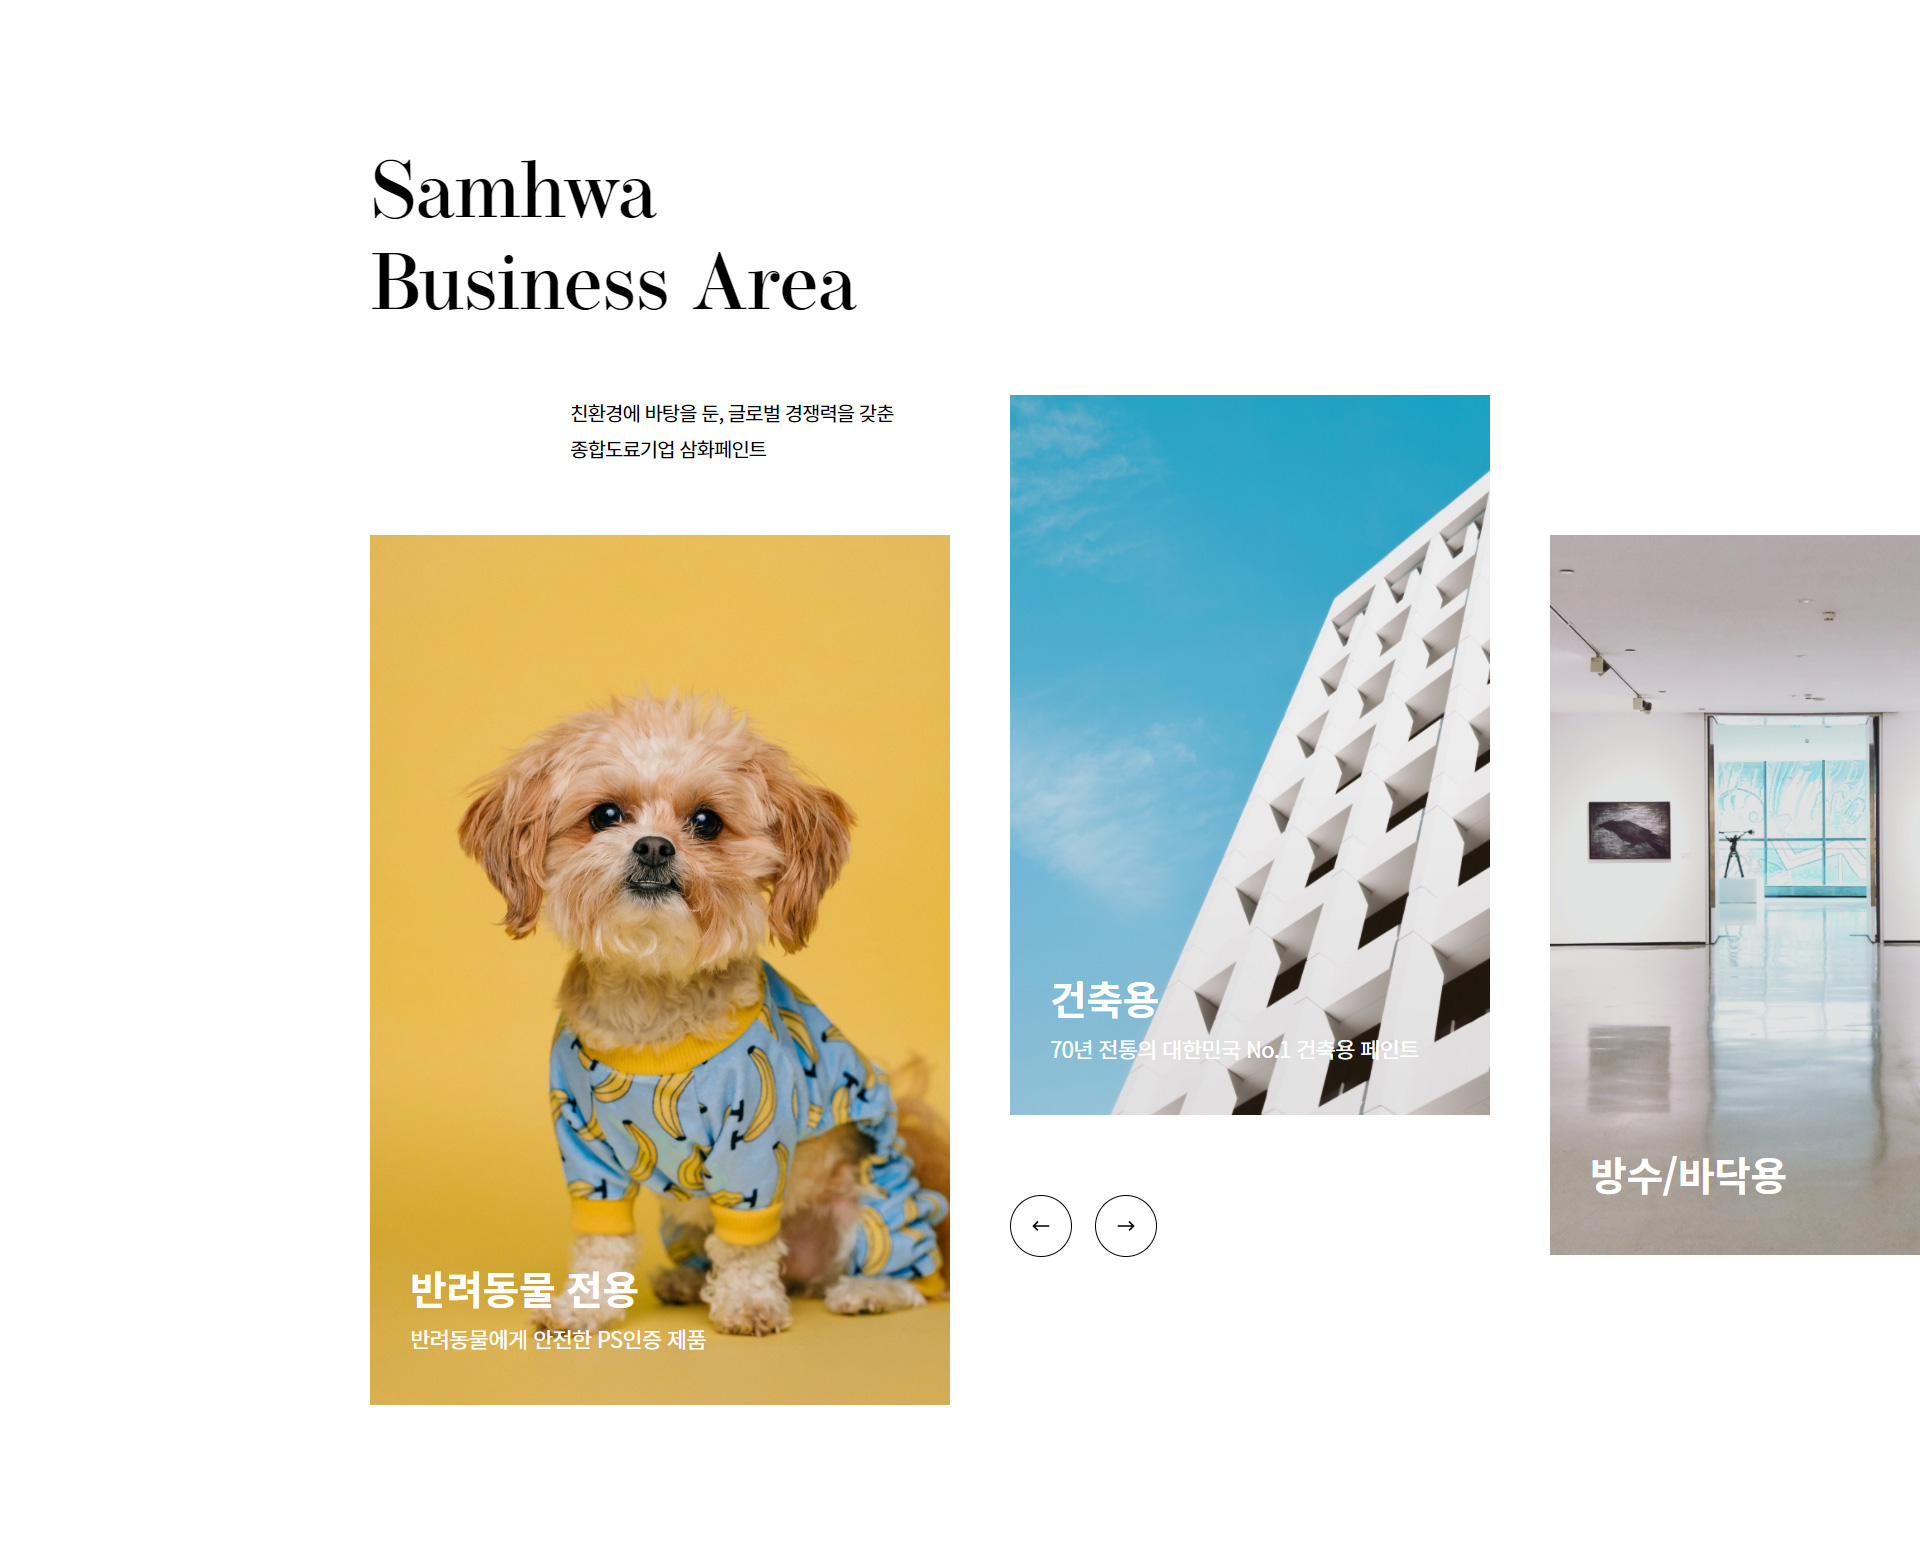 Samhwa
Business Area
친환경에 바탕을 둔, 글로벌 경쟁력을 갖춘
종합도료기업 삼화페인트
건축용
70년 전통의 대한민국 No.1 건축용 페인트
방수/바닥용
반려동물 전용
반려동물에게 안전한 PS인증 제품